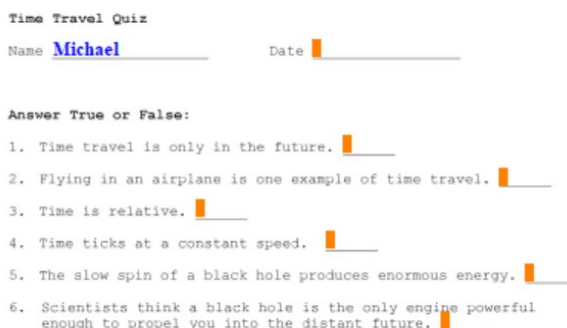 Time Travel Quiz
Name Michael Date
Answer True or False:
1. Time travel is only in the future.
2. Flying in an airplane is one example of time travel.
3. Time is relative.
4. Time ticks at a constant speed.
5. The slow spin of a black hole produces enormous energy.
6. Scientists think a black hole is the only engine powerful
enough to propel you into the distant future.